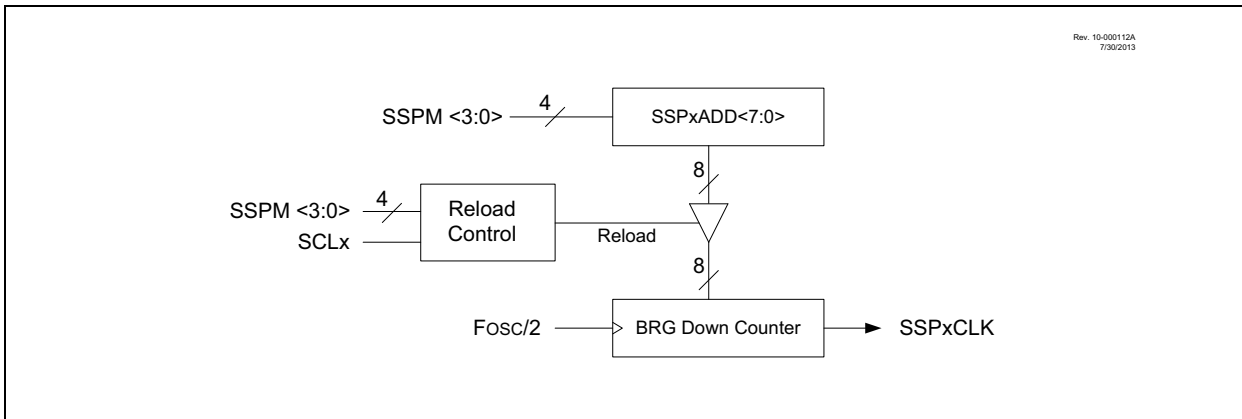 Rev. 10-000112A
7/30/2013
SSPM <3:0>
4
SSPxADD<7:0>
8
SSPM <3:0>
4
SCLx
Reload
Control
Reload
8
FOSC/2
BRG Down Counter
SSPxCLK